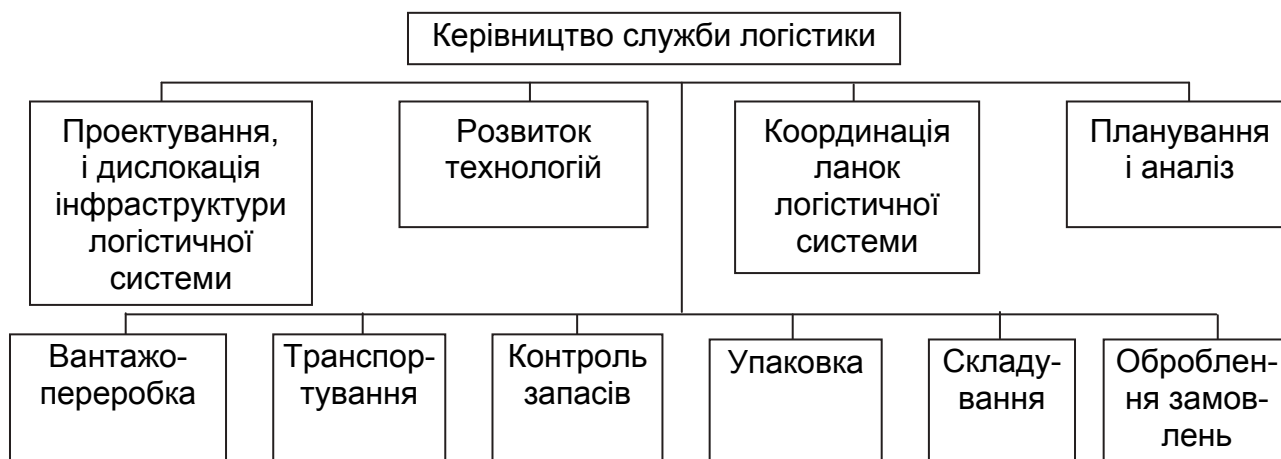 Керівництво служби логістики
Проектування,
і дислокація
інфраструктури
логістичної
системи
Розвиток
технологій
Координація
ланок
логістичної
системи
Планування
і аналіз
Вантажо-
переробка
Транспор-
тування
Контроль
запасів
Упаковка
Складу-
вання
Оброблен-
ня замов-
лень